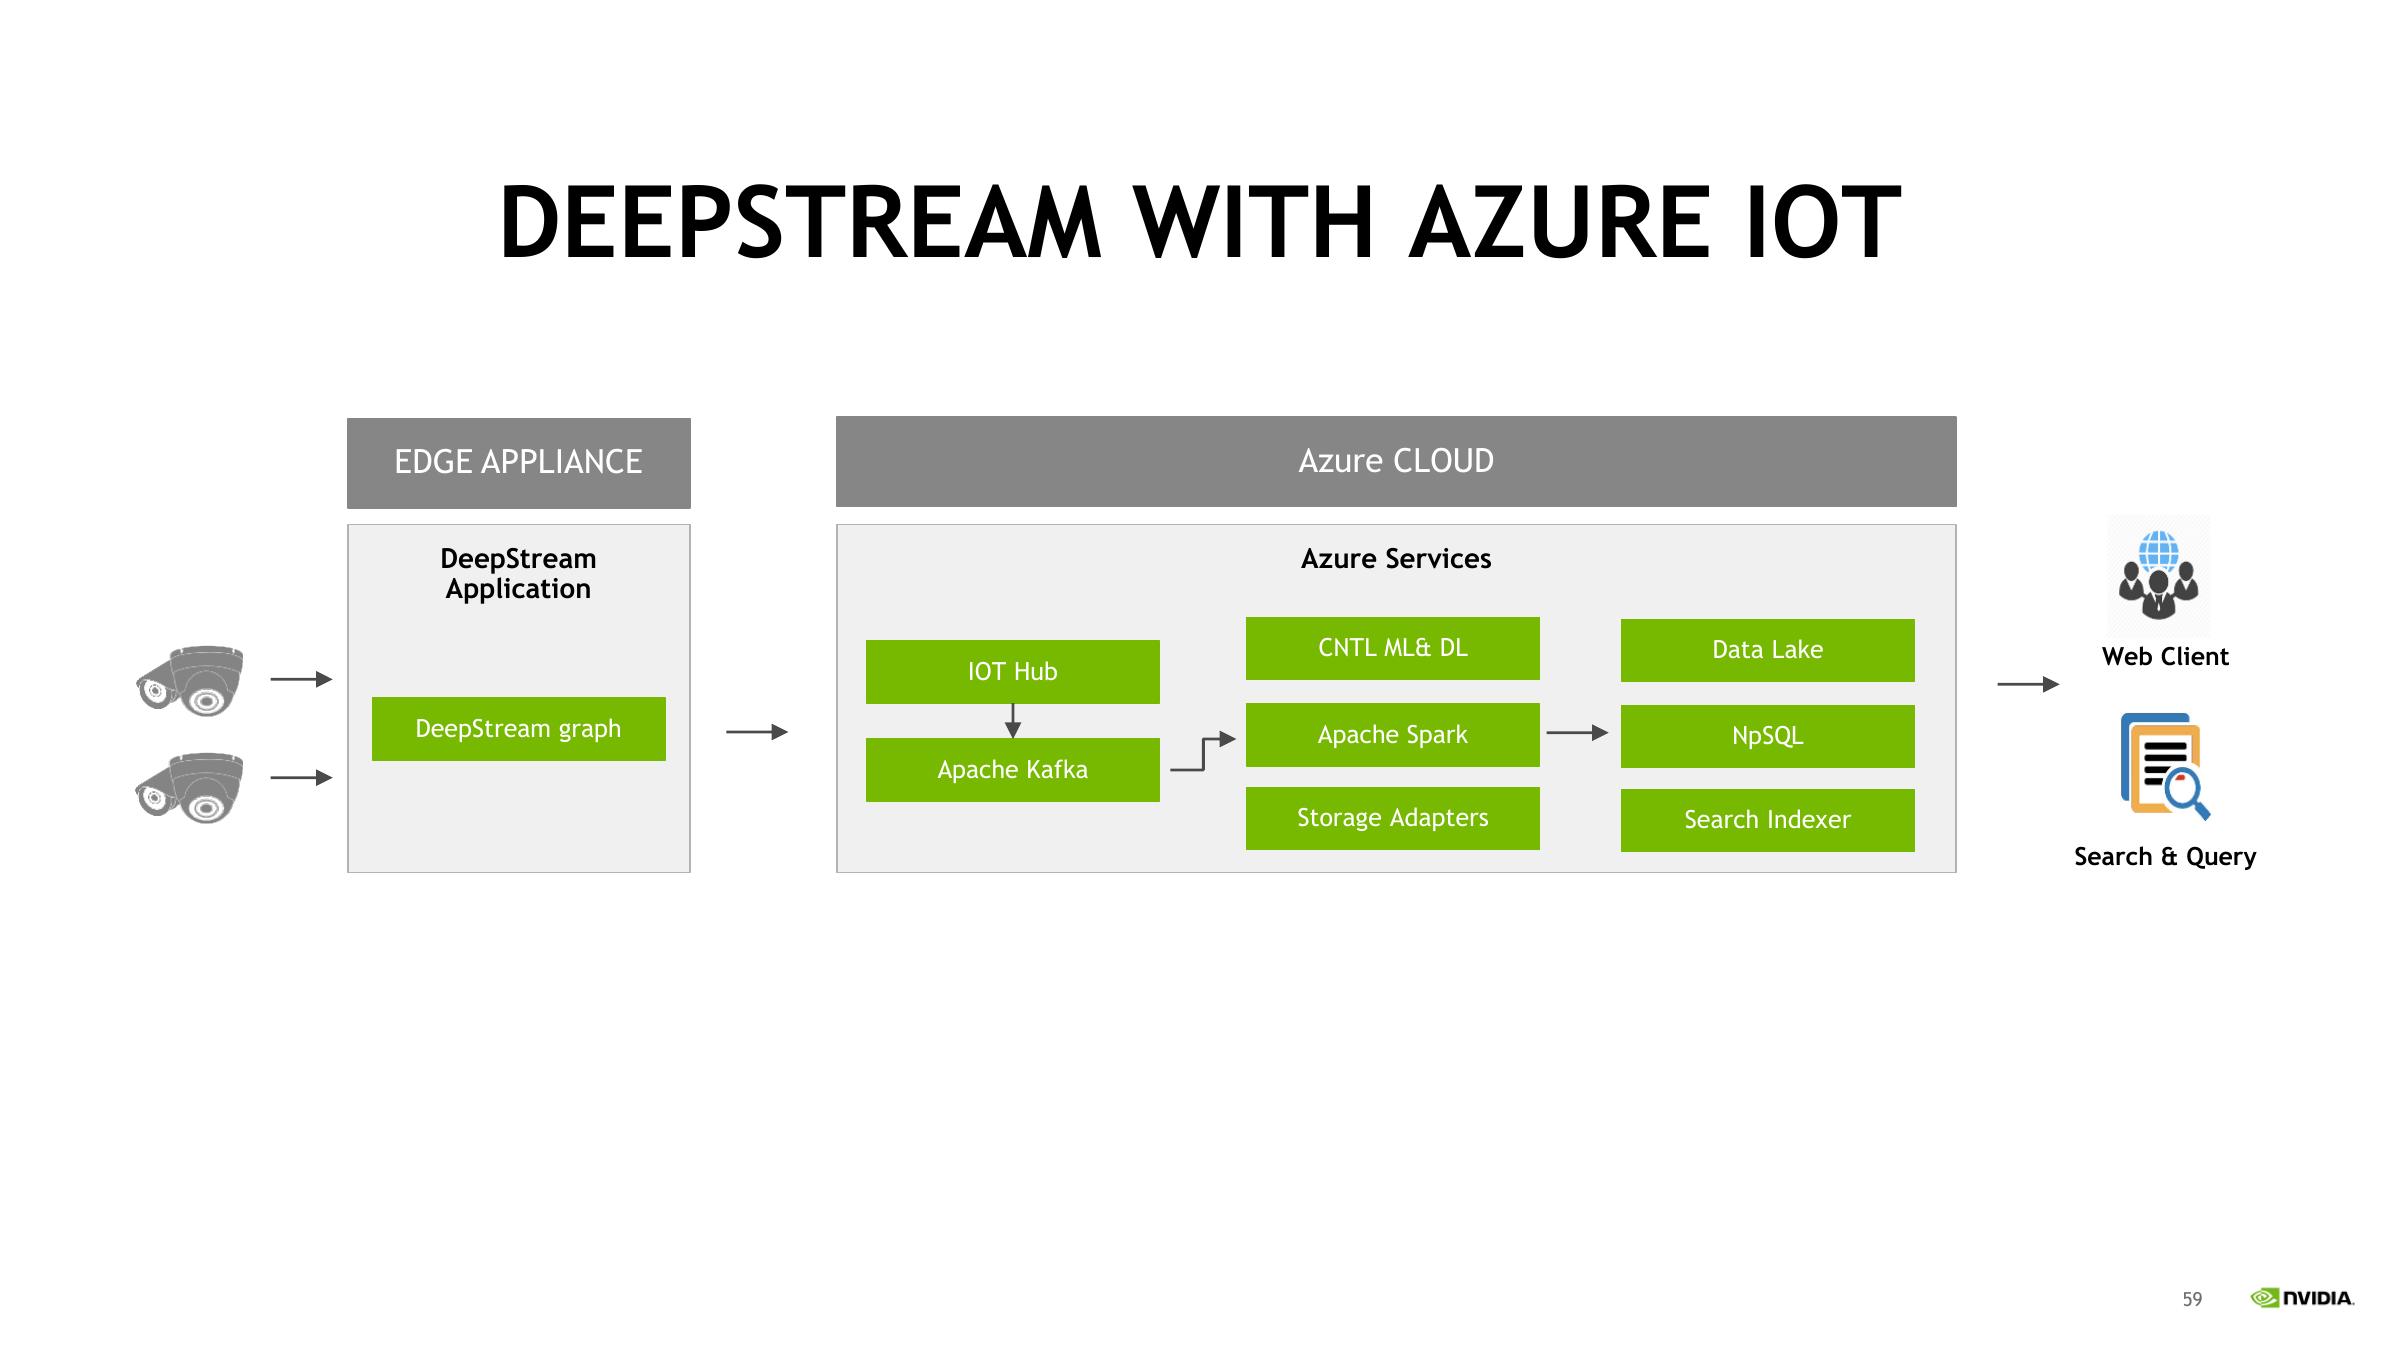 DEEPSTREAM WITH AZURE IOT
EDGE APPLIANCE
DeepStream
Application
DeepStream graph
Azure CLOUD
Azure Services
IOT Hub
Apache Kafka
CNTL ML& DL
Apache Spark
Storage Adapters
Data Lake
NpSQL
Search Indexer
Web Client
Search & Query
59
NVIDIA.